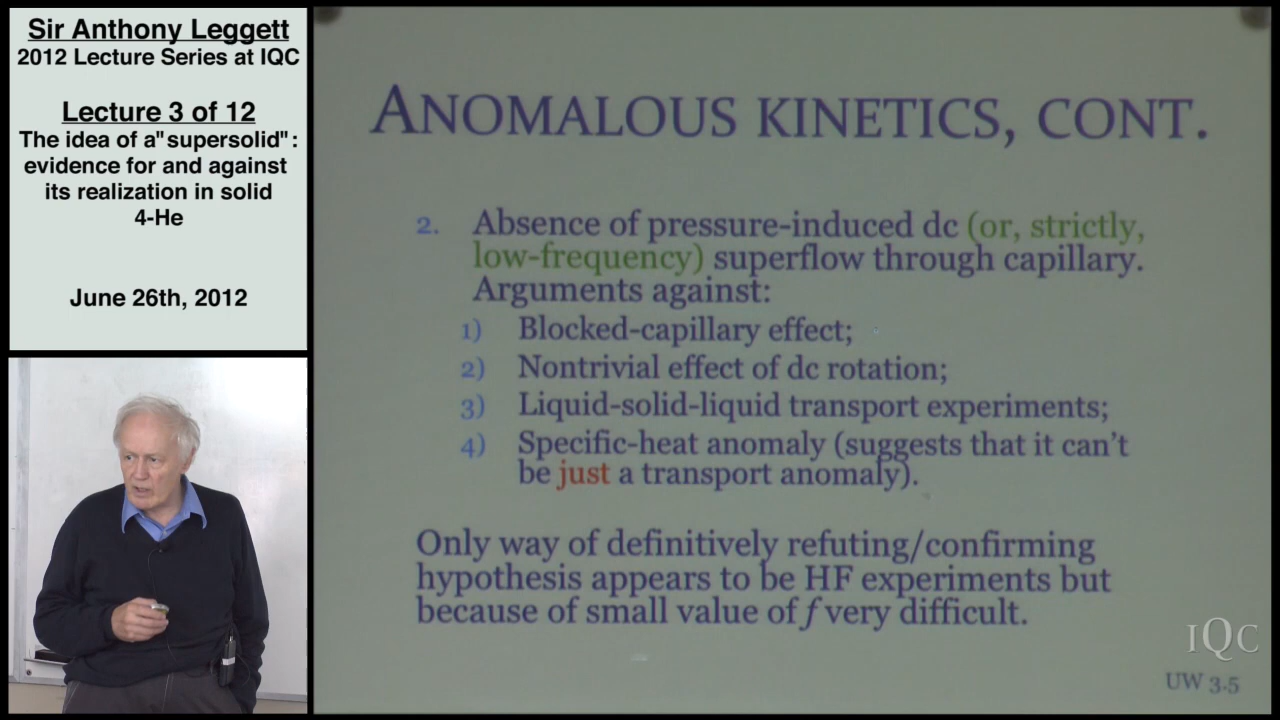 Sir Anthony Leggett
2012 Lecture Series at IQC
Lecture 3 of 12
The idea of a"supersolid":
evidence for and against
its realization in solid
4-He
June 26th, 2012
ANOMALOUS KINETICS, CONT.
2. Absence of pressure-induced dc (or, strictly,
low-frequency) superflow through capillary.
Arguments against:
1) Blocked-capillary effect;
2) Nontrivial effect of dc rotation;
3) Liquid-solid-liquid transport experiments;
4) Specific-heat anomaly (suggests that it can't
be just a transport anomaly).
Only way of definitively refuting/confirming
hypothesis appears to be HF experiments but
because of small value of f very difficult.
IQC
UW 3.5